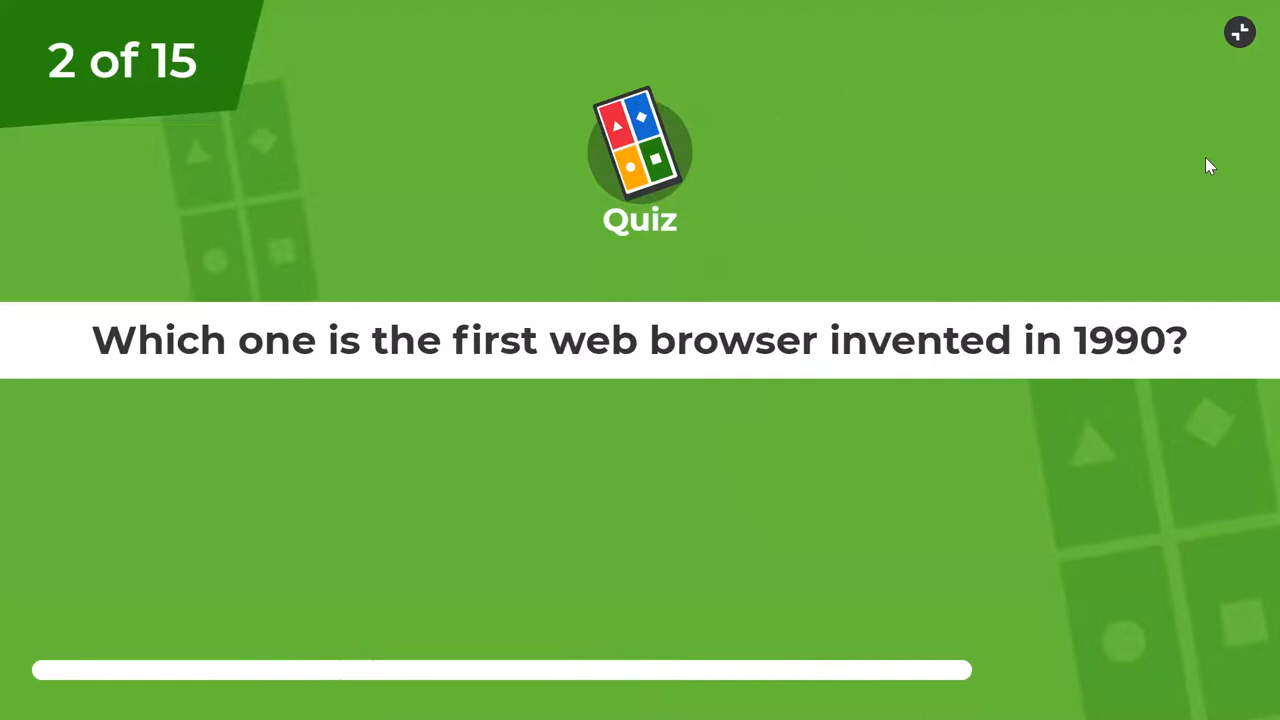 2 of 15
Quiz
Which one is the first web browser invented in 1990?